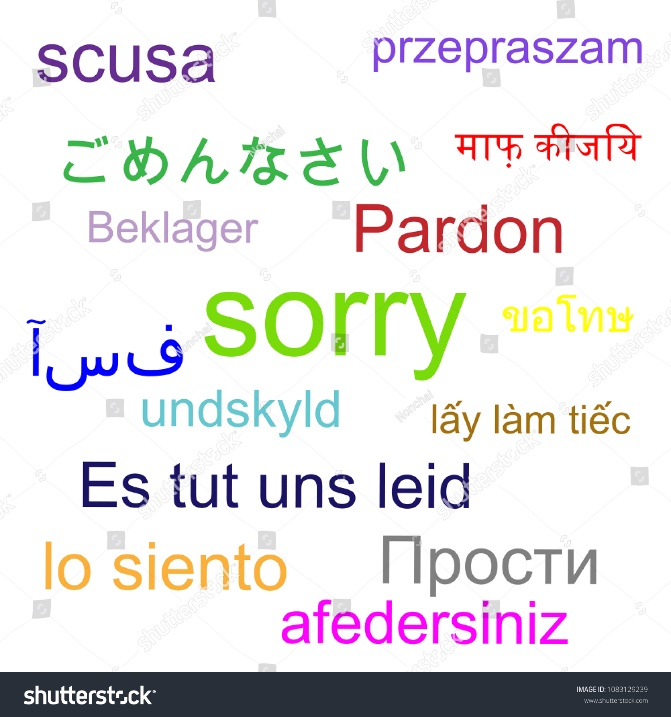 scusa
przepraszam
ごめんなさい
माफ़ कीजयि
Beklager
Pardon
sorry
ขอโทษ
آسف
undskyld
lấy làm tiếc
Es tut uns leid
lo siento
Прости
afedersiniz
shutterstock
IMAGE ID: 1083129239
www.shutterstock.com